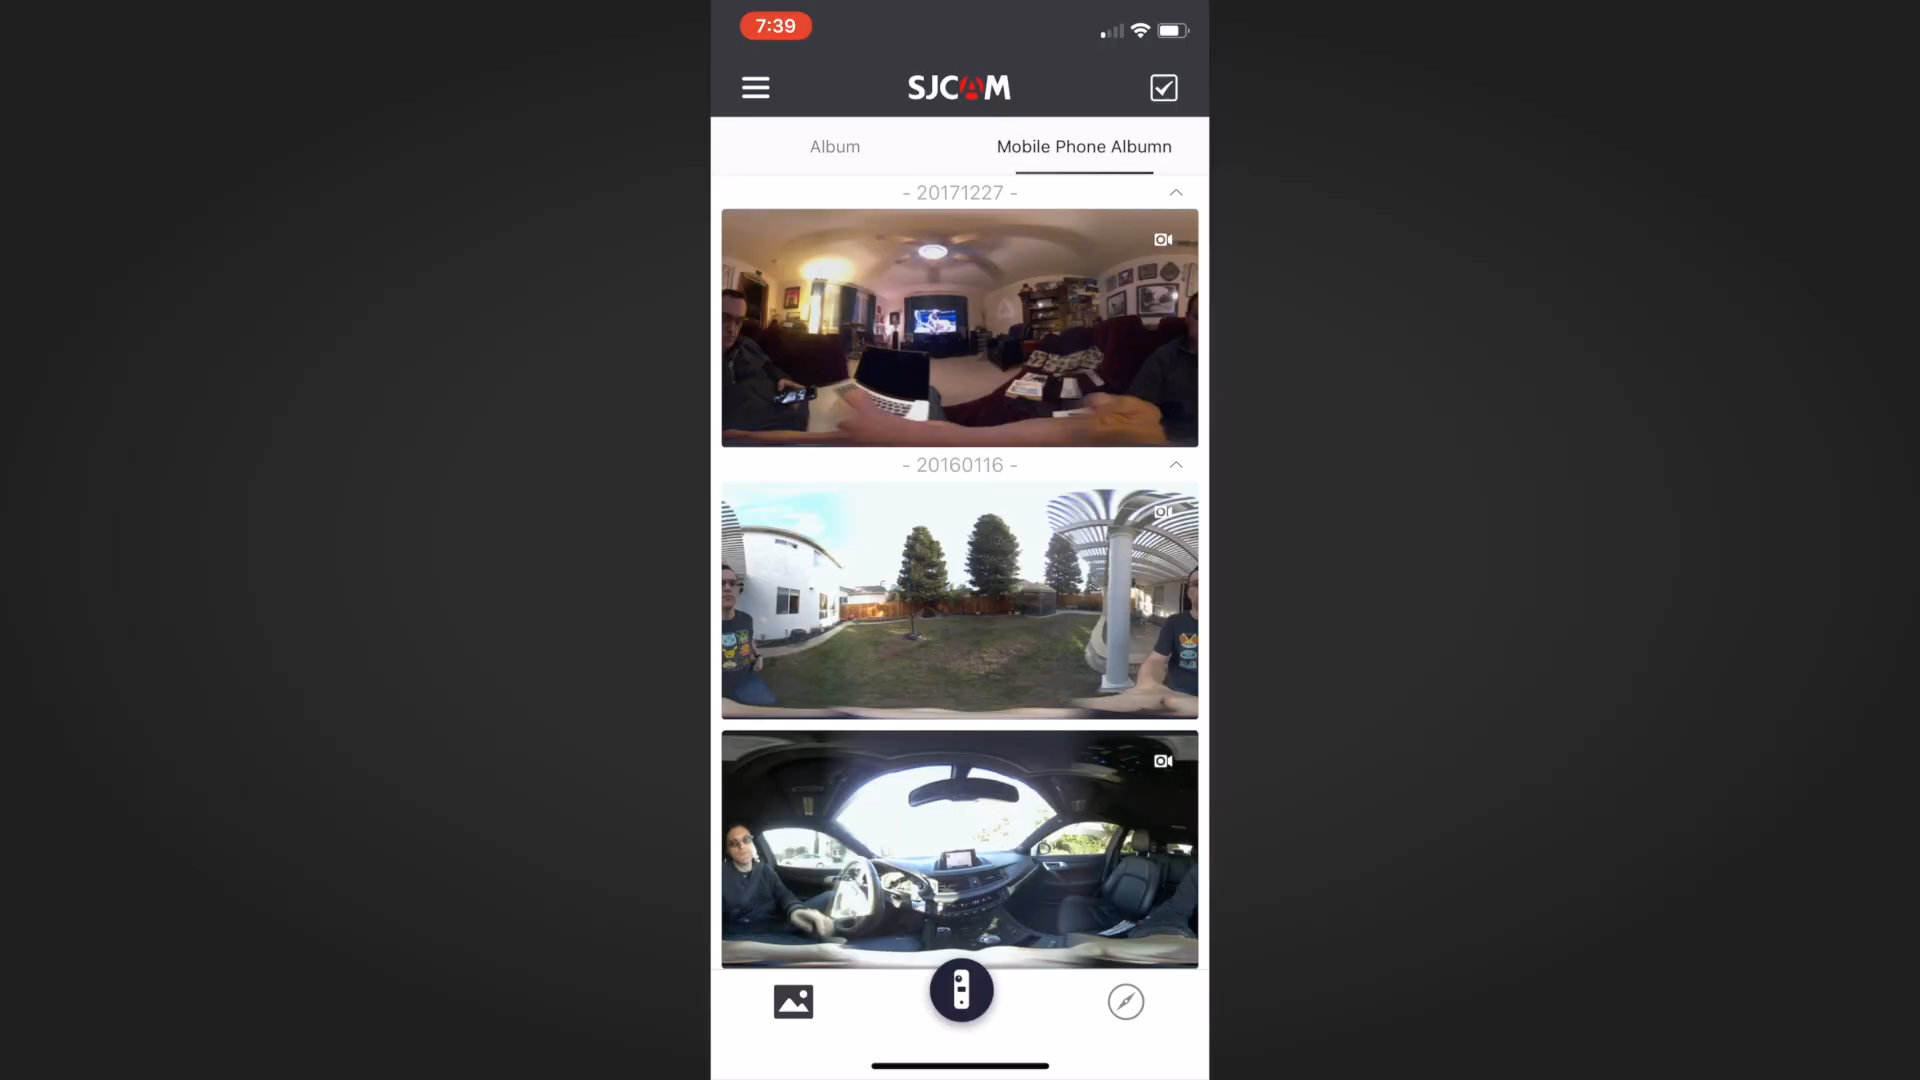 7:39
SJCAM
Album
Mobile Phone Albumn
- 20171227 -
- 20160116 -